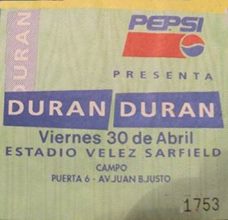 DURAN
DURAN
PEPSI
PRESENTA
DURAN DURAN
Viernes 30 de Abril
ESTADIO VELEZ SARFIELD
CAMPO
PUERTA 6 - AV. JUAN B. JUSTO
1753